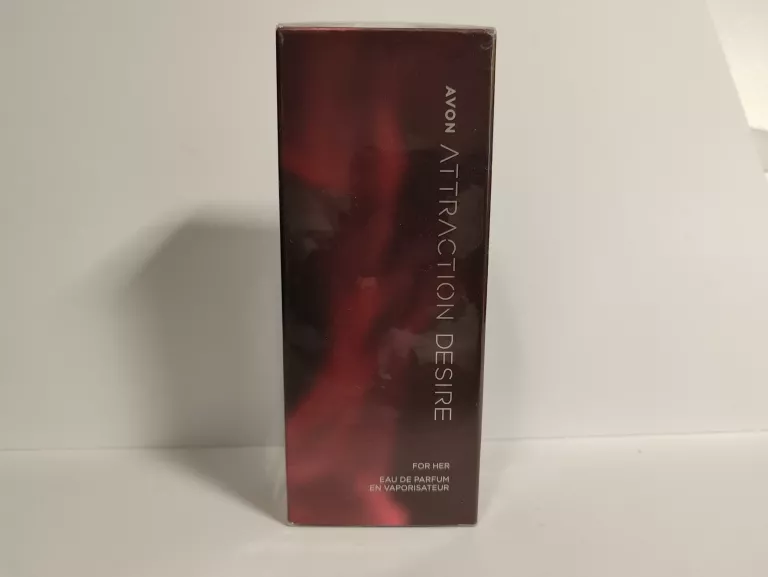 AVON ATTRACTION DESIRE
FOR HER
EAU DE PARFUM
EN VAPORISATEUR